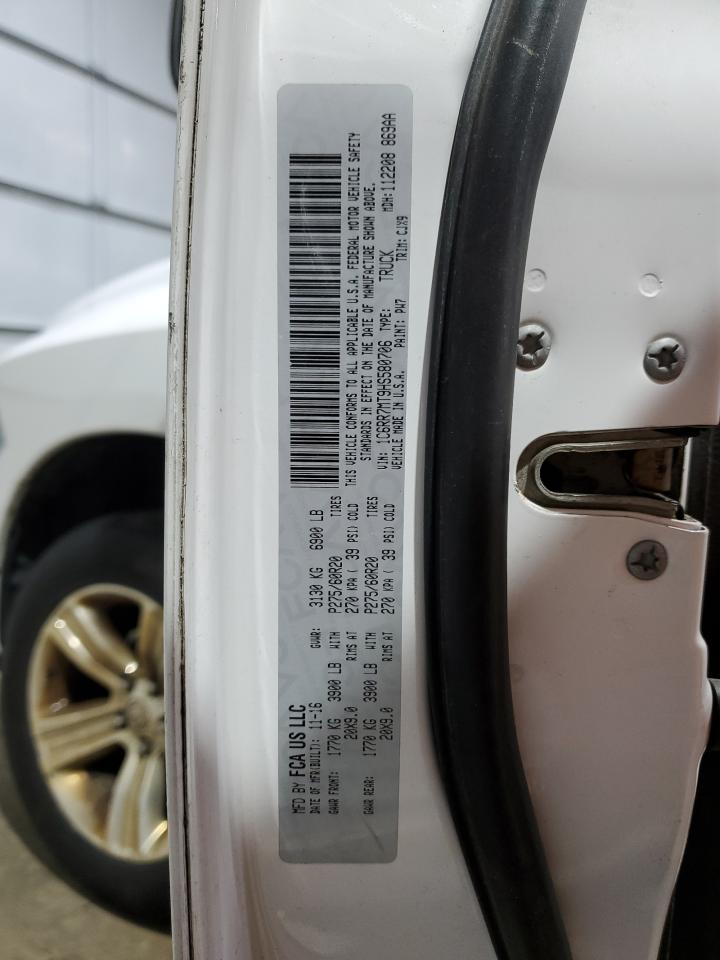 MFD BY FCA US LLC
DATE OF MFR(BUILT): 11-16 GVWR: 3130 KG 6900 LB
GAWR FRONT: 1770 KG 3900 LB WITH P275/60R20 TIRES
20X9.0 RIMS AT 270 KPA ( 39 PSI) COLD
GAWR REAR: 1770 KG 3900 LB WITH P275/60R20 TIRES
20X9.0 RIMS AT 270 KPA ( 39 PSI) COLD
THIS VEHICLE CONFORMS TO ALL APPLICABLE U.S.A. FEDERAL MOTOR VEHICLE SAFETY
STANDARDS IN EFFECT ON THE DATE OF MANUFACTURE SHOWN ABOVE.
VIN: 1C6RR7MT9HS580706 TYPE: TRUCK MDH: 112208 869AA
VEHICLE MADE IN U.S.A. PAINT: PW7 TRIM: CJX9